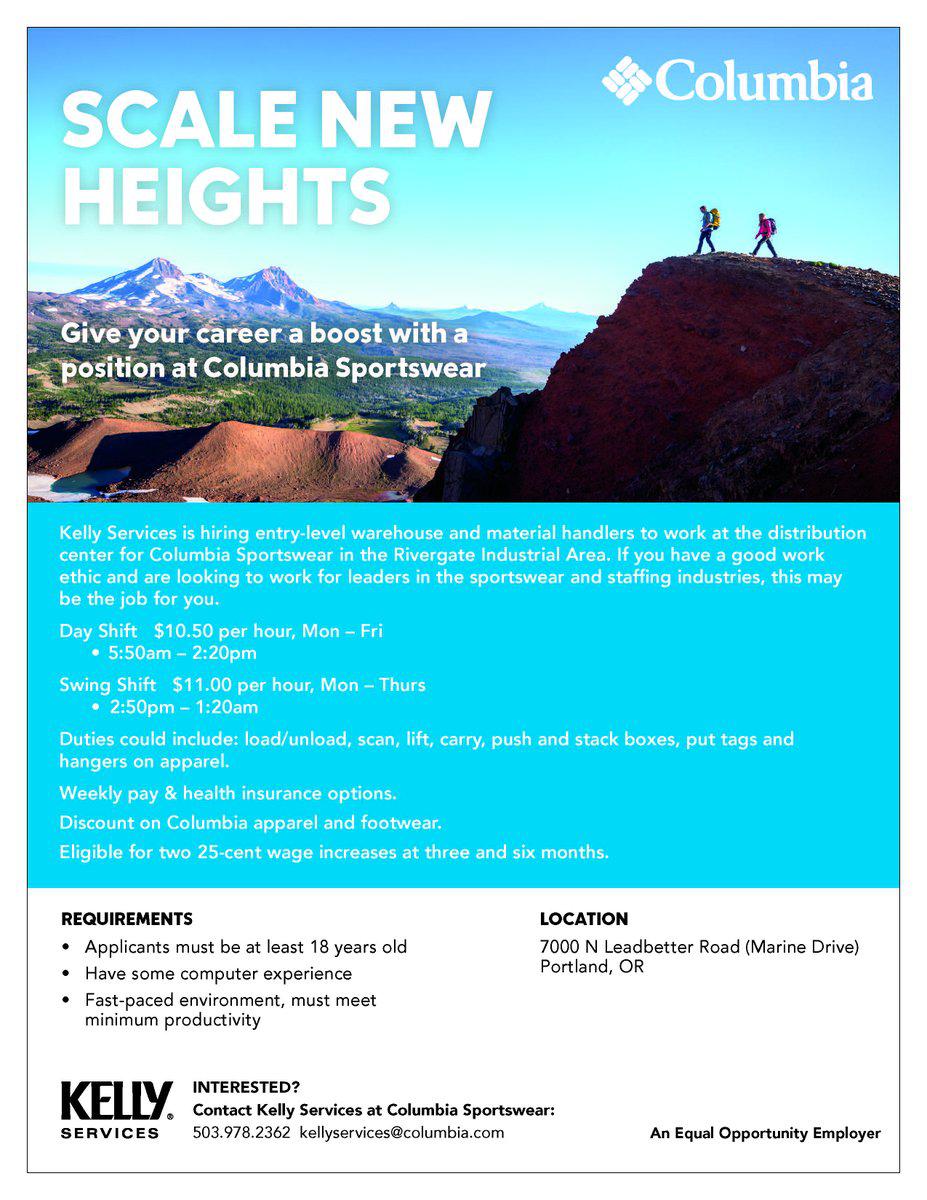 Columbia
SCALE NEW
HEIGHTS
Give your career a boost with a
position at Columbia Sportswear
Kelly Services is hiring entry-level warehouse and material handlers to work at the distribution
center for Columbia Sportswear in the Rivergate Industrial Area. If you have a good work
ethic and are looking to work for leaders in the sportswear and staffing industries, this may
be the job for you.
Day Shift $10.50 per hour, Mon – Fri
• 5:50am – 2:20pm
Swing Shift $11.00 per hour, Mon – Thurs
• 2:50pm – 1:20am
Duties could include: load/unload, scan, lift, carry, push and stack boxes, put tags and
hangers on apparel.
Weekly pay & health insurance options.
Discount on Columbia apparel and footwear.
Eligible for two 25-cent wage increases at three and six months.
REQUIREMENTS
• Applicants must be at least 18 years old
• Have some computer experience
• Fast-paced environment, must meet
minimum productivity
LOCATION
7000 N Leadbetter Road (Marine Drive)
Portland, OR
KELLY®
SERVICES
INTERESTED?
Contact Kelly Services at Columbia Sportswear:
503.978.2362 kellyservices@columbia.com
An Equal Opportunity Employer